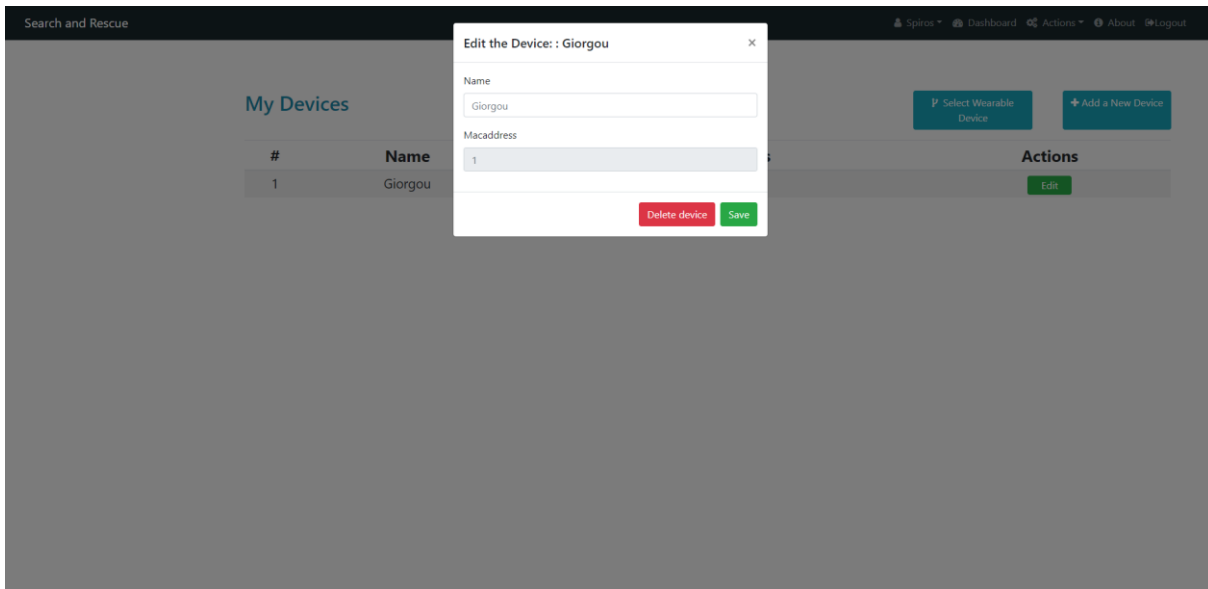 Search and Rescue
Spiros Dashboard Actions About Logout
Edit the Device: : Giorgou ×
Name
Giorgou
Macaddress
1
Delete device Save
My Devices
Select Wearable
Device
+ Add a New Device
# Name Actions
1 Giorgou Edit